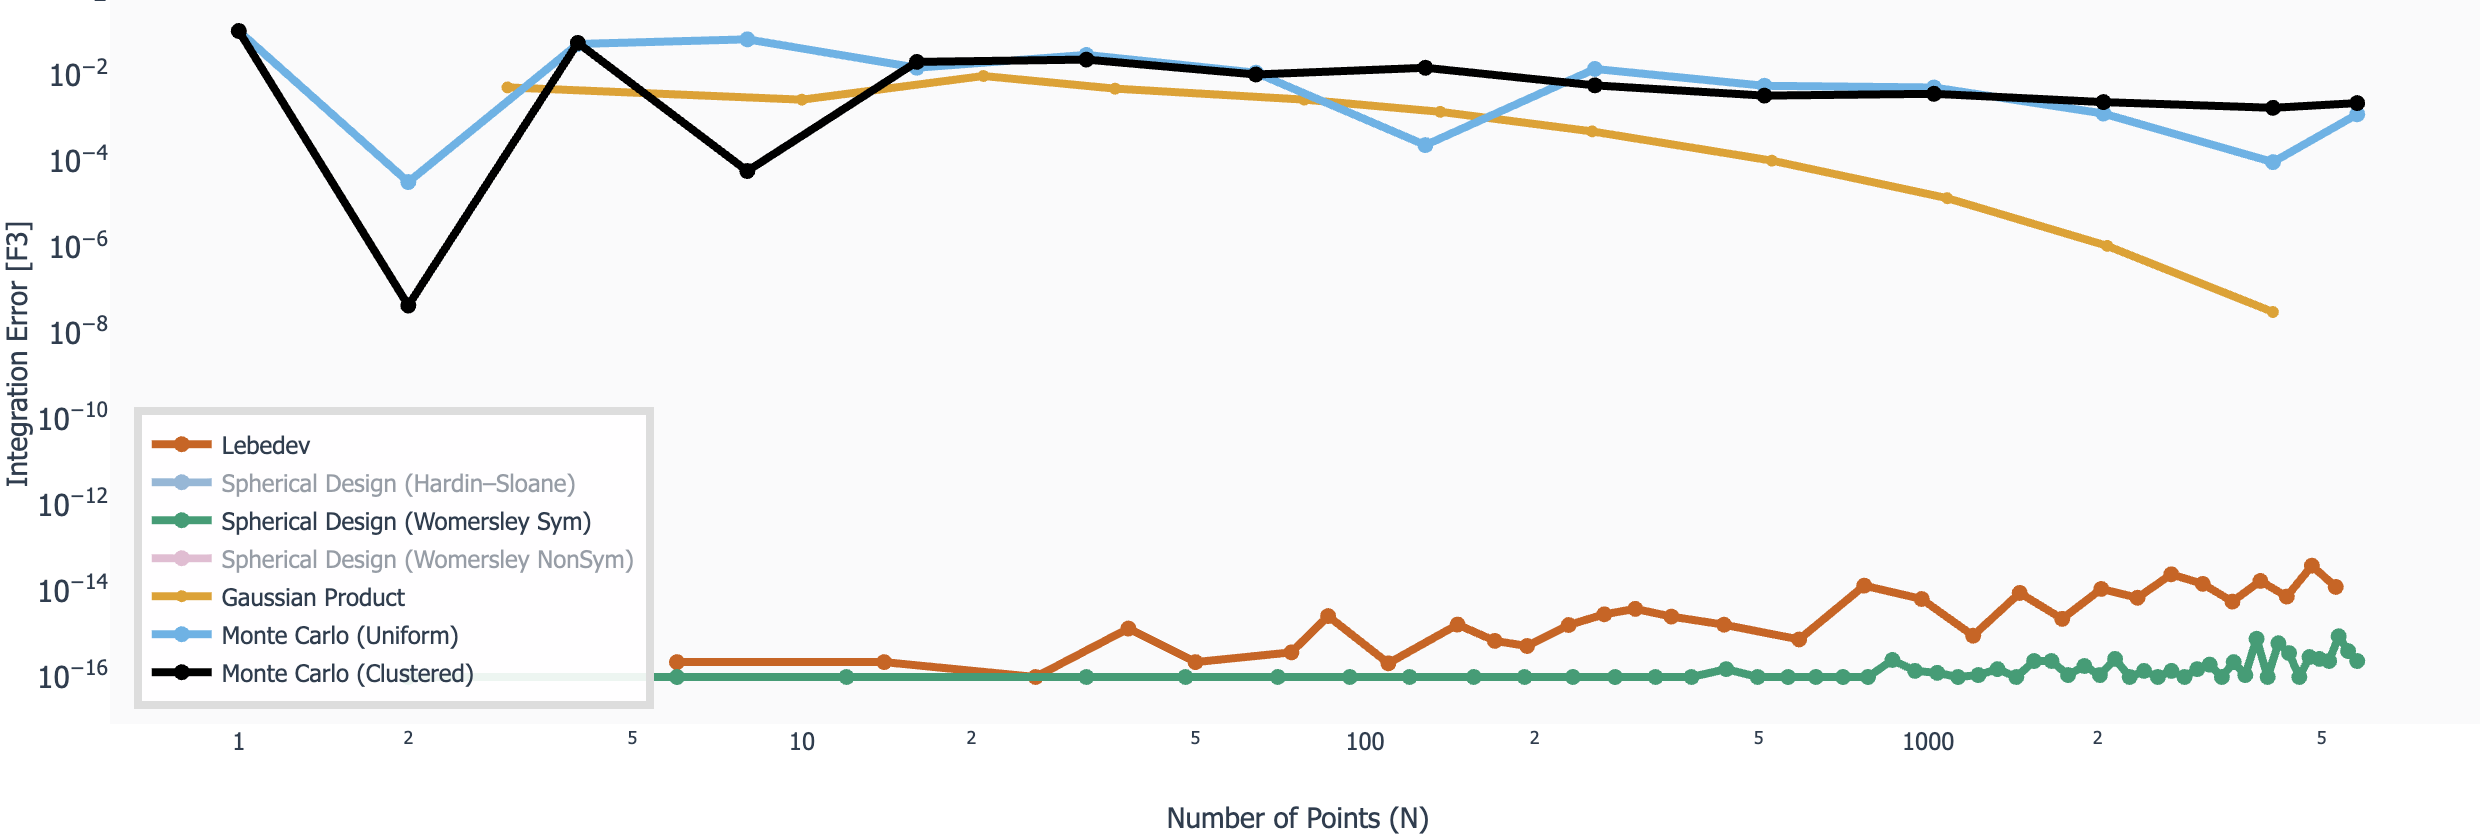 10−2
10−4
10−6
10−8
10−10
10−12
10−14
10−16
Integration Error [F3]
Lebedev
Spherical Design (Hardin–Sloane)
Spherical Design (Womersley Sym)
Spherical Design (Womersley NonSym)
Gaussian Product
Monte Carlo (Uniform)
Monte Carlo (Clustered)
1 2 5 10 2 5 100 2 5 1000 2 5
Number of Points (N)